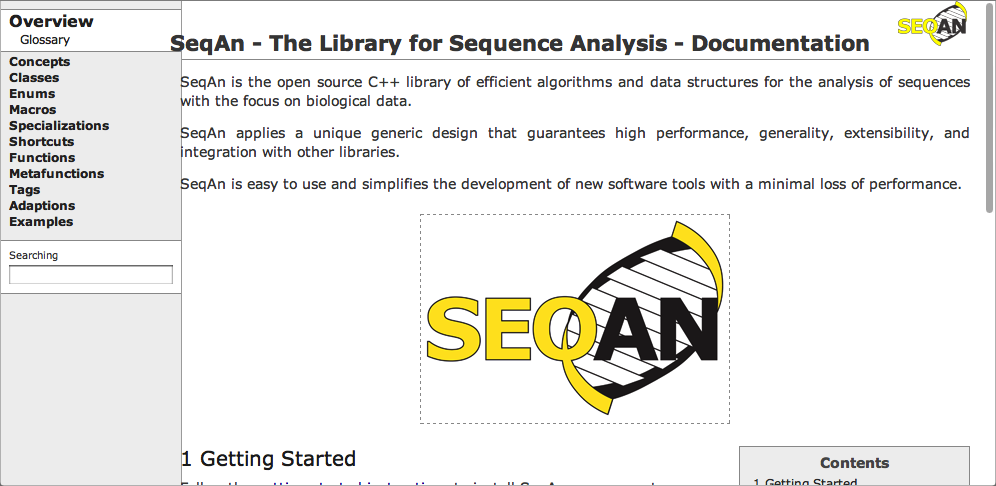 Overview
Glossary
Concepts
Classes
Enums
Macros
Specializations
Shortcuts
Functions
Metafunctions
Tags
Adaptions
Examples
Searching
SEQAN
SeqAn - The Library for Sequence Analysis - Documentation
SeqAn is the open source C++ library of efficient algorithms and data structures for the analysis of sequences
with the focus on biological data.
SeqAn applies a unique generic design that guarantees high performance, generality, extensibility, and
integration with other libraries.
SeqAn is easy to use and simplifies the development of new software tools with a minimal loss of performance.
SEQAN
1 Getting Started
Contents
1 Getting Started